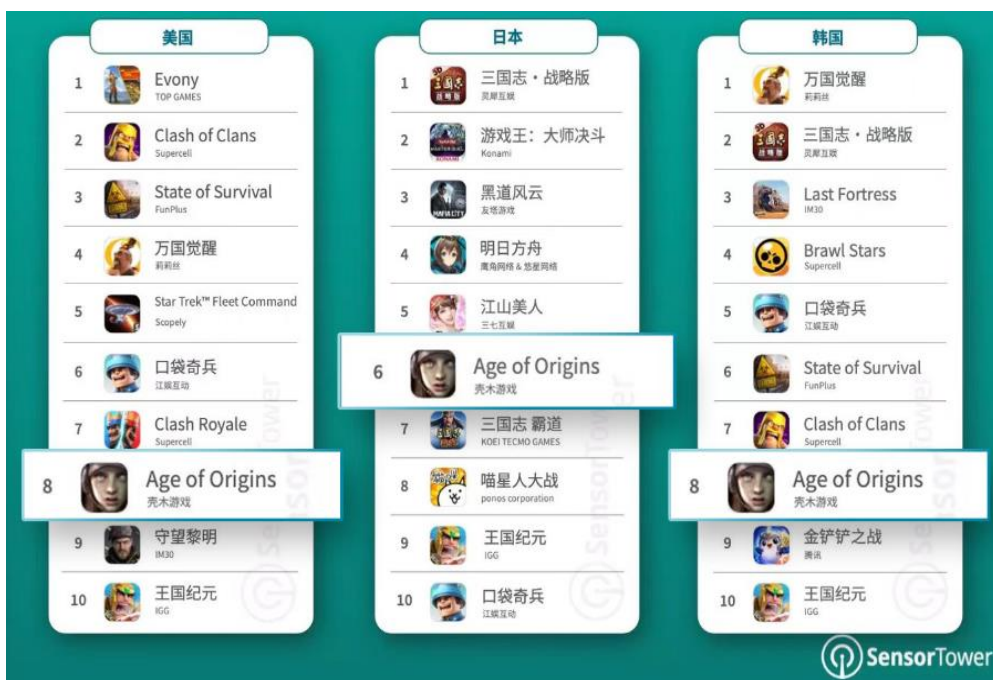 美国
1
Evony
TOP GAMES
2
Clash of Clans
Supercell
3
State of Survival
FunPlus
4
万国觉醒
莉莉丝
5
Star Trek™ Fleet Command
Scopely
6
口袋奇兵
江娱互动
7
Clash Royale
Supercell
8
Age of Origins
壳木游戏
9
守望黎明
IM30
10
王国纪元
IGG
日本
1
三国志·战略版
灵犀互娱
2
游戏王：大师决斗
Konami
3
黑道风云
友塔游戏
4
明日方舟
鹰角网络 & 悠星网络
5
江山美人
三七互娱
6
Age of Origins
壳木游戏
7
三国志 霸道
KOEI TECMO GAMES
8
喵星人大战
ponos corporation
9
王国纪元
IGG
10
口袋奇兵
江娱互动
韩国
1
万国觉醒
莉莉丝
2
三国志·战略版
灵犀互娱
3
Last Fortress
IM30
4
Brawl Stars
Supercell
5
口袋奇兵
江娱互动
6
State of Survival
FunPlus
7
Clash of Clans
Supercell
8
Age of Origins
壳木游戏
9
金铲铲之战
腾讯
10
王国纪元
IGG
SensorTower